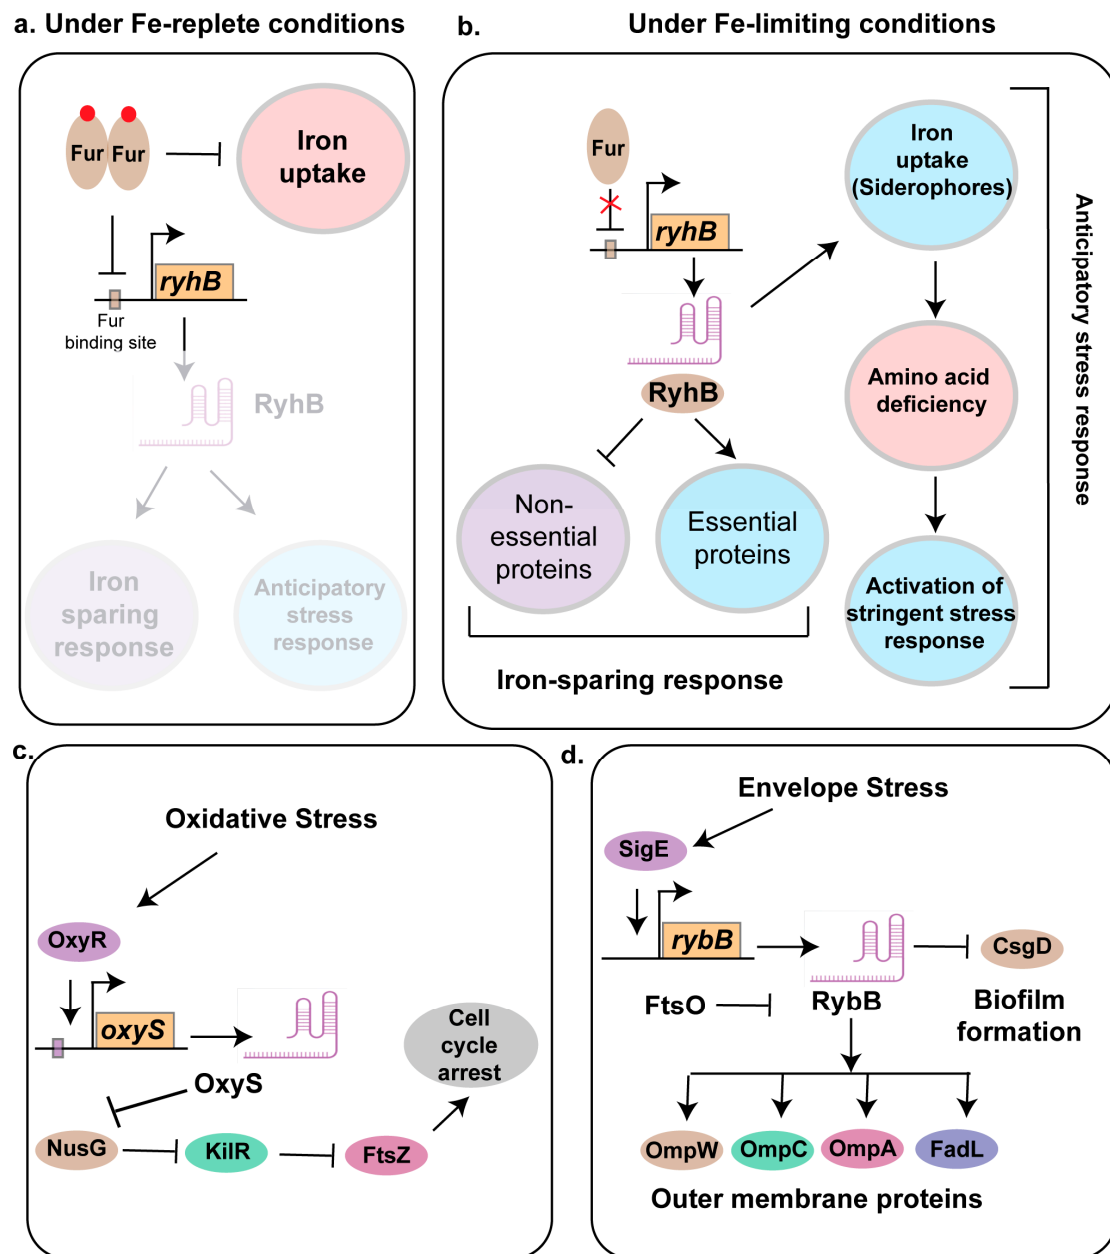 a. Under Fe-replete conditions
Fur Fur
Iron
uptake
ryhB
Fur
binding site
RyhB
Iron
sparing
response
Anticipatory
stress
response
b. Under Fe-limiting conditions
Fur
ryhB
RyhB
Non-
essential
proteins
Essential
proteins
Iron-sparing response
Iron
uptake
(Siderophores)
Amino acid
deficiency
Activation of
stringent stress
response
Anticipatory stress response
c.
Oxidative Stress
OxyR
oxyS
OxyS
Cell
cycle
arrest
NusG
KilR
FtsZ
d.
Envelope Stress
SigE
rybB
FtsO
RybB
CsgD
Biofilm
formation
OmpW
OmpC
OmpA
FadL
Outer membrane proteins